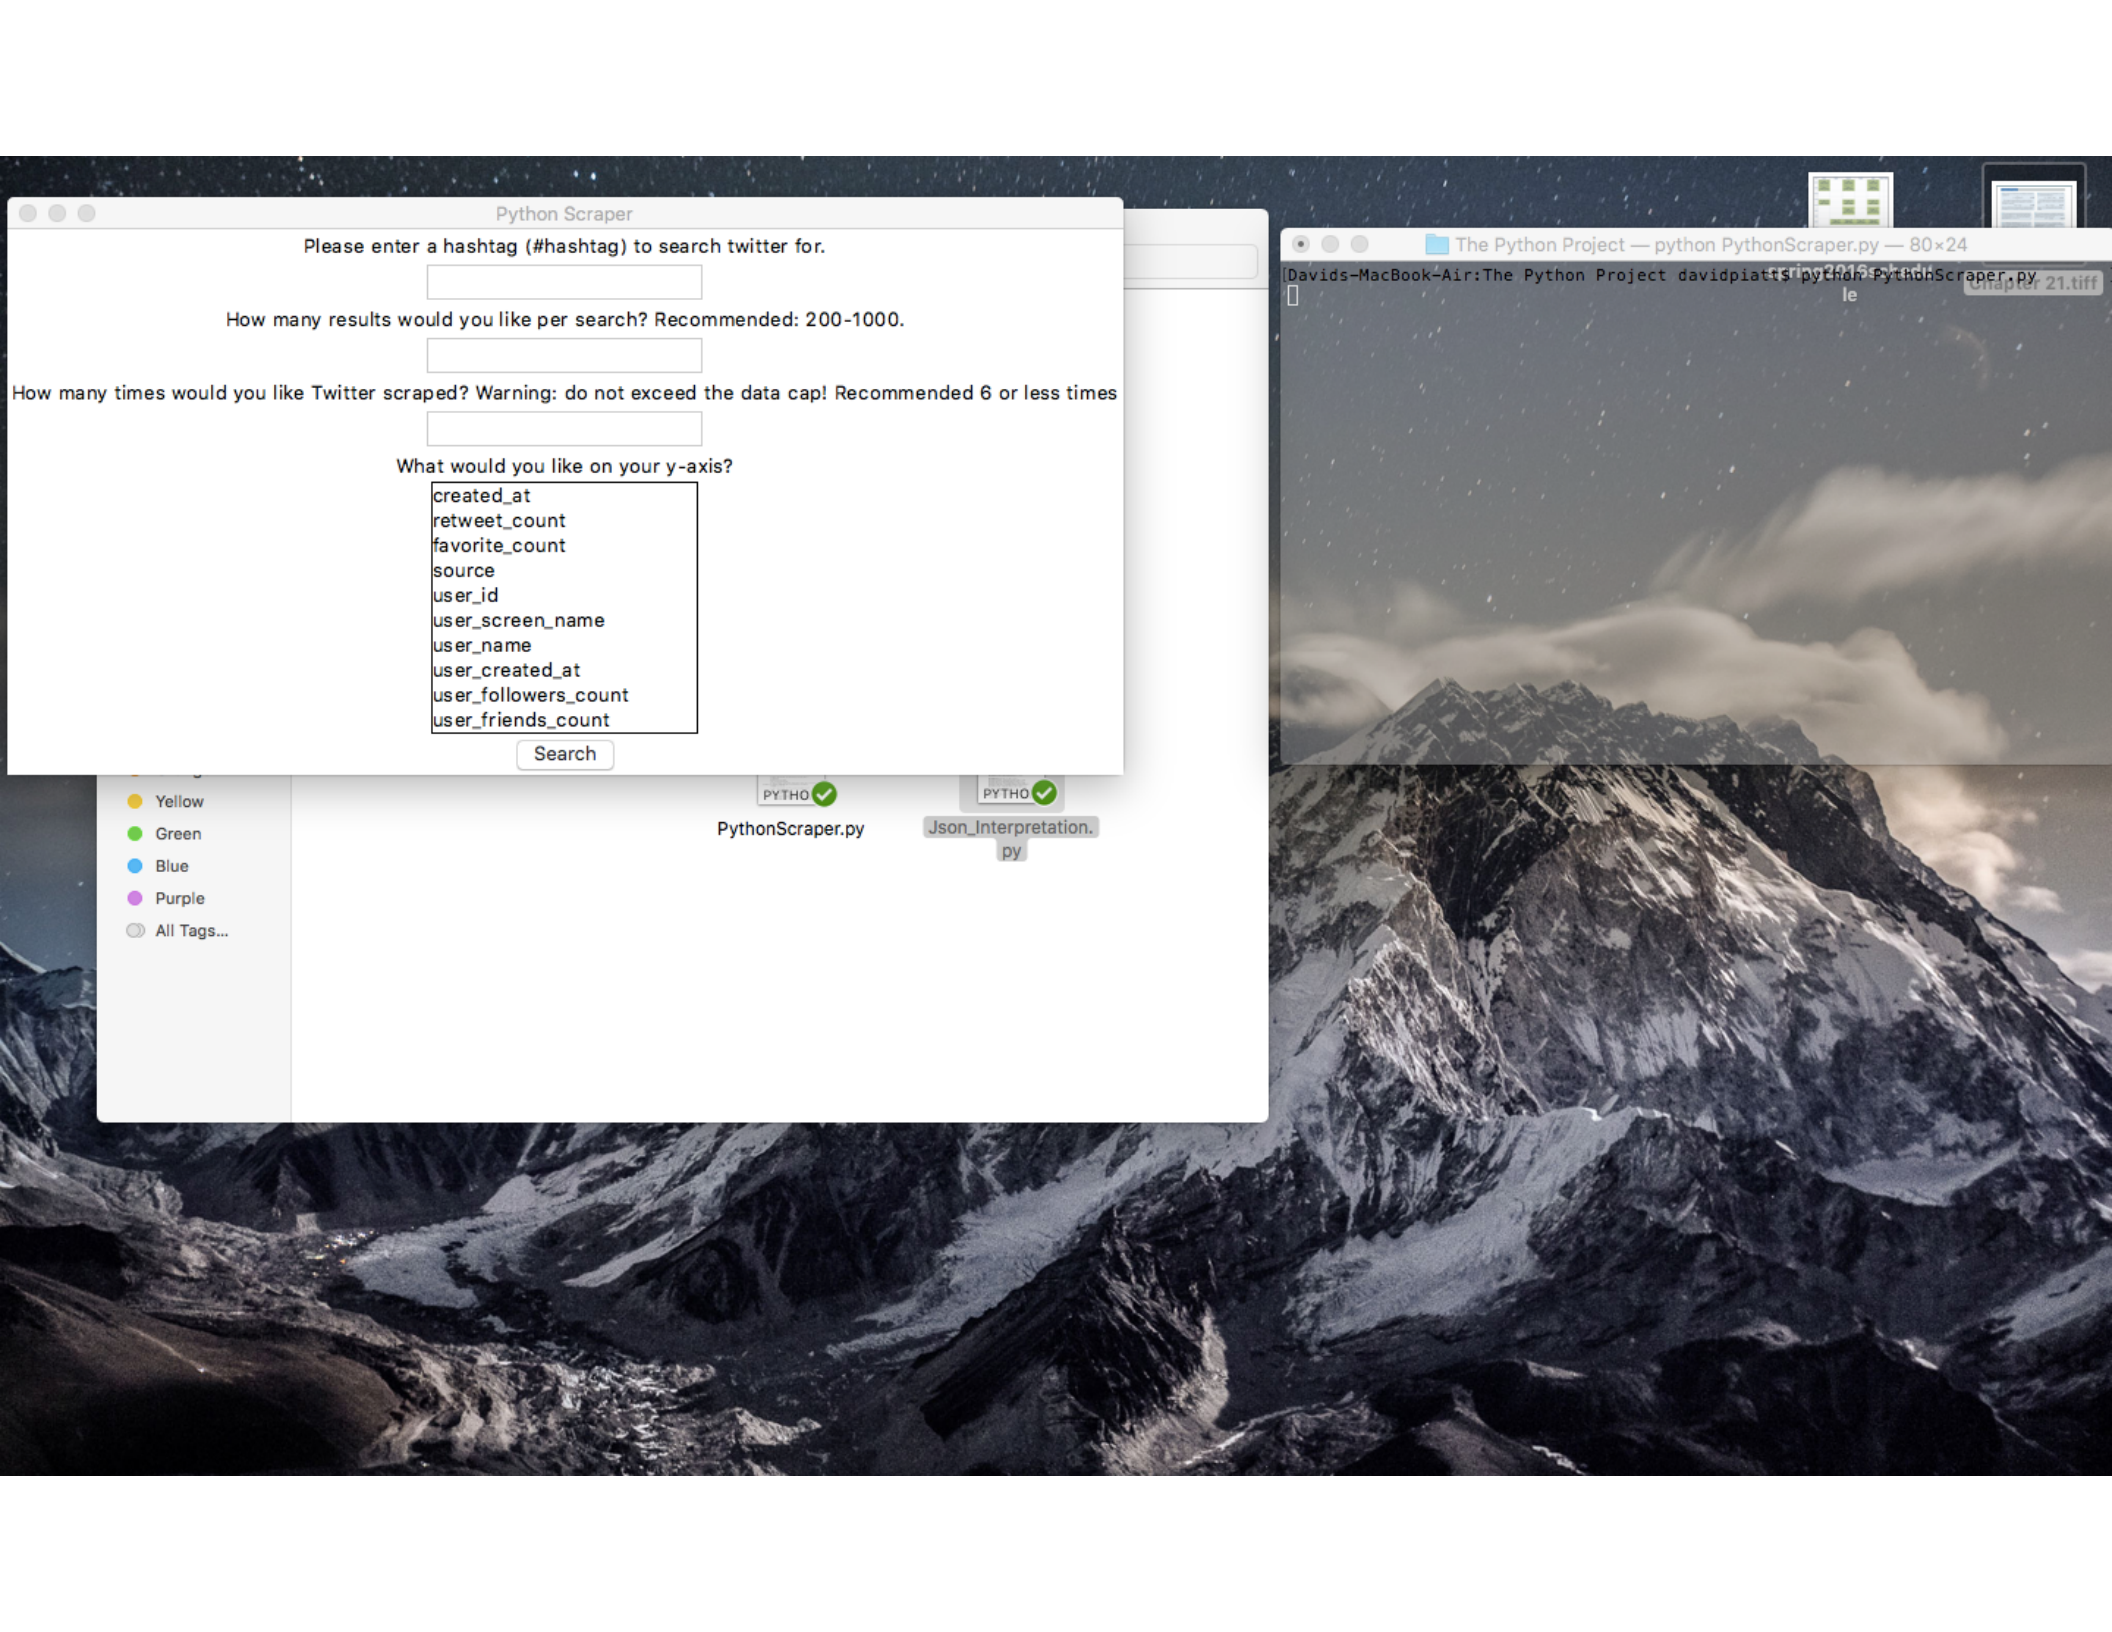 Python Scraper
Please enter a hashtag (#hashtag) to search twitter for.
How many results would you like per search? Recommended: 200-1000.
How many times would you like Twitter scraped? Warning: do not exceed the data cap! Recommended 6 or less times
What would you like on your y-axis?
created_at
retweet_count
favorite_count
source
user_id
user_screen_name
user_name
user_created_at
user_followers_count
user_friends_count
Search
Yellow
Green
Blue
Purple
All Tags...
PYTHO
PythonScraper.py
PYTHO
Json_Interpretation.
py
The Python Project — python PythonScraper.py — 80×24
Davids-MacBook-Air:The Python Project davidpiatt$ python PythonScraper.py
le
Chapter 21.tiff